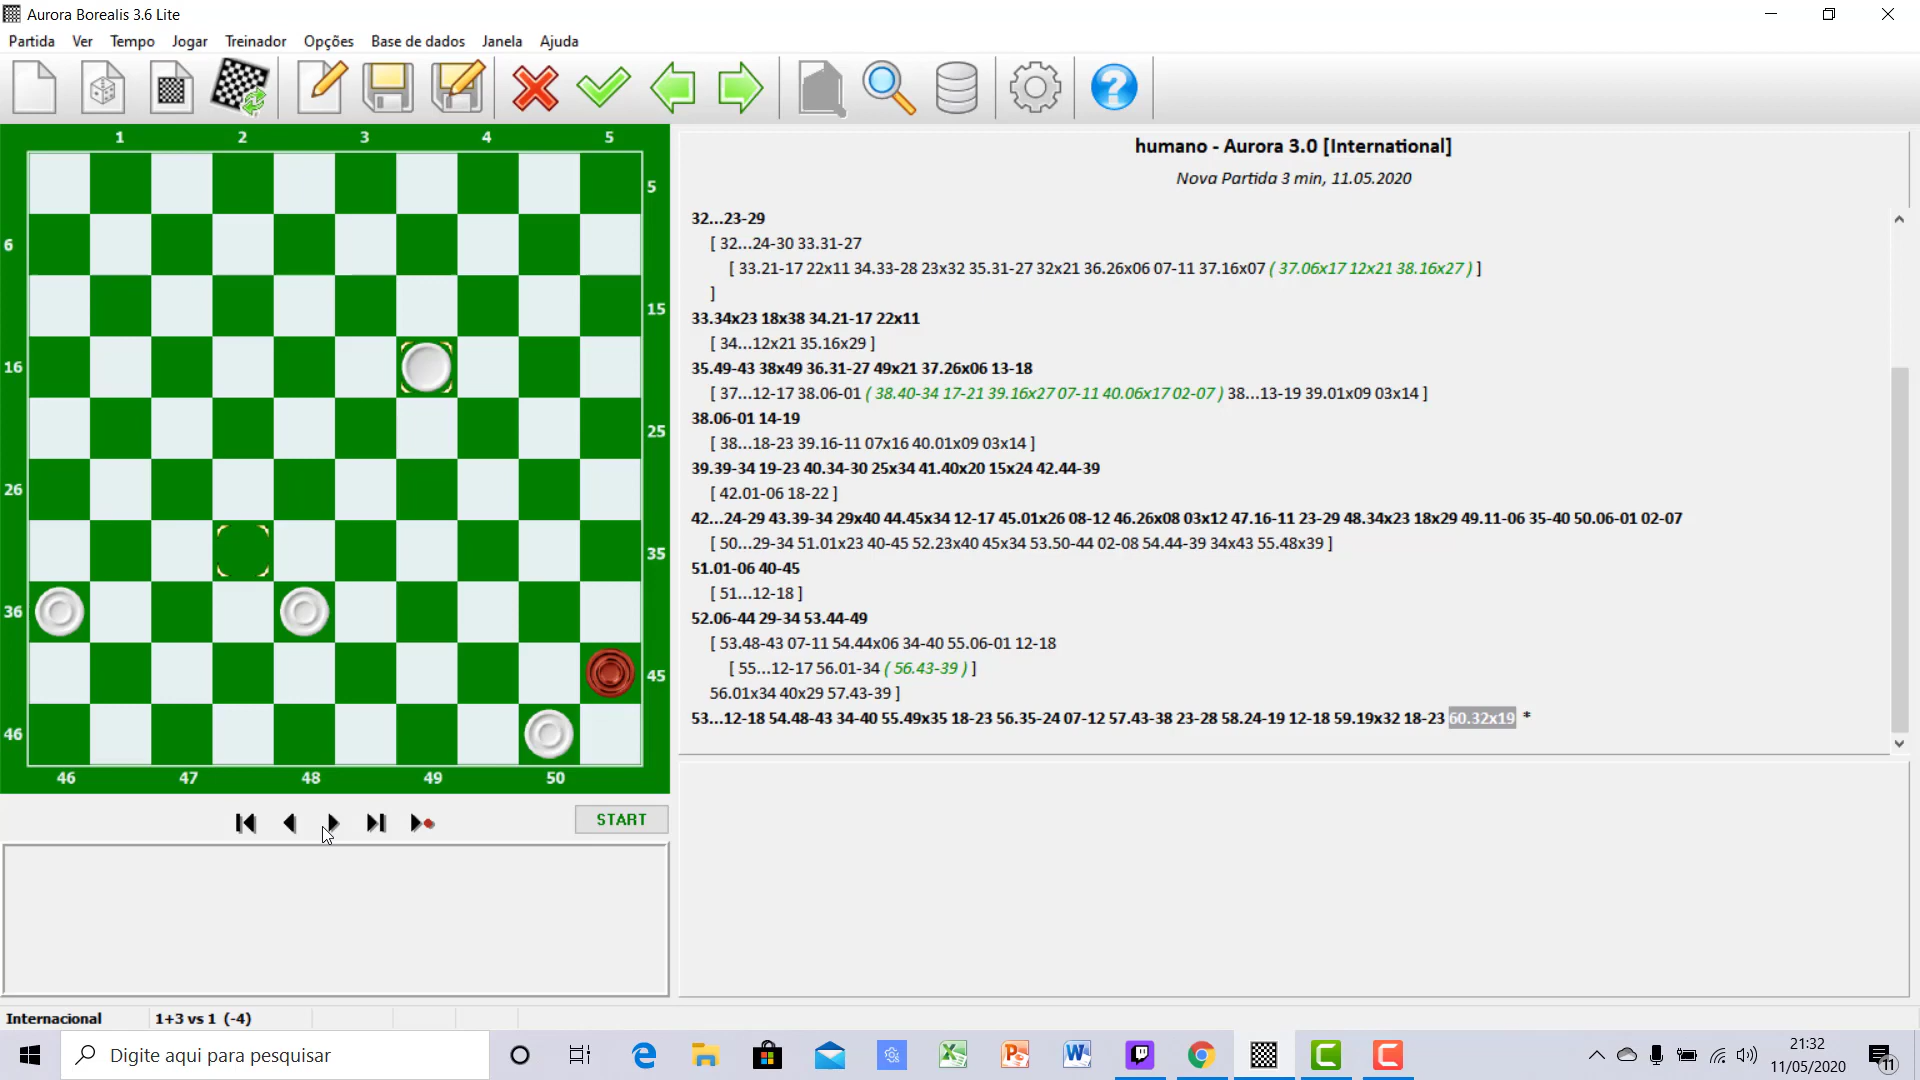 Aurora Borealis 3.6 Lite
Partida Ver Tempo Jogar Treinador Opções Base de dados Janela Ajuda
1 2 3 4 5
5
6
15
16
25
26
35
36
45
46
46 47 48 49 50
START
humano - Aurora 3.0 [International]
Nova Partida 3 min, 11.05.2020
32...23-29
[ 32...24-30 33.31-27
[ 33.21-17 22x11 34.33-28 23x32 35.31-27 32x21 36.26x06 07-11 37.16x07 ( 37.06x17 12x21 38.16x27 ) ]
]
33.34x23 18x38 34.21-17 22x11
[ 34...12x21 35.16x29 ]
35.49-43 38x49 36.31-27 49x21 37.26x06 13-18
[ 37...12-17 38.06-01 ( 38.40-34 17-21 39.16x27 07-11 40.06x17 02-07 ) 38...13-19 39.01x09 03x14 ]
38.06-01 14-19
[ 38...18-23 39.16-11 07x16 40.01x09 03x14 ]
39.39-34 19-23 40.34-30 25x34 41.40x20 15x24 42.44-39
[ 42.01-06 18-22 ]
42...24-29 43.39-34 29x40 44.45x34 12-17 45.01x26 08-12 46.26x08 03x12 47.16-11 23-29 48.34x23 18x29 49.11-06 35-40 50.06-01 02-07
[ 50...29-34 51.01x23 40-45 52.23x40 45x34 53.50-44 02-08 54.44-39 34x43 55.48x39 ]
51.01-06 40-45
[ 51...12-18 ]
52.06-44 29-34 53.44-49
[ 53.48-43 07-11 54.44x06 34-40 55.06-01 12-18
[ 55...12-17 56.01-34 ( 56.43-39 ) ]
56.01x34 40x29 57.43-39 ]
53...12-18 54.48-43 34-40 55.49x35 18-23 56.35-24 07-12 57.43-38 23-28 58.24-19 12-18 59.19x32 18-23 60.32x19 *
Internacional 1+3 vs 1 (-4)
Digite aqui para pesquisar
21:32
11/05/2020
11